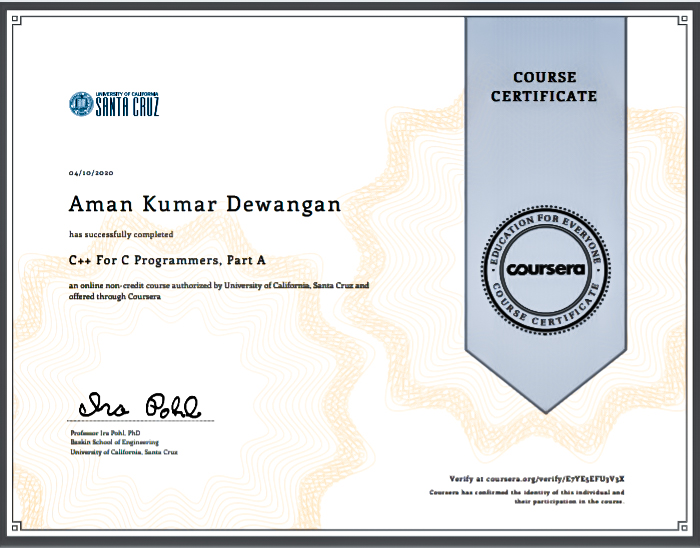 UNIVERSITY OF CALIFORNIA
SANTA CRUZ
COURSE
CERTIFICATE
04/10/2020
Aman Kumar Dewangan
has successfully completed
C++ For C Programmers, Part A
an online non-credit course authorized by University of California, Santa Cruz and
offered through Coursera
EDUCATION FOR EVERYONE
coursera
COURSE CERTIFICATE
Ira Pohl
Professor Ira Pohl, PhD
Baskin School of Engineering
University of California, Santa Cruz
Verify at coursera.org/verify/E7YE5EFU3V3X
Coursera has confirmed the identity of this individual and
their participation in the course.